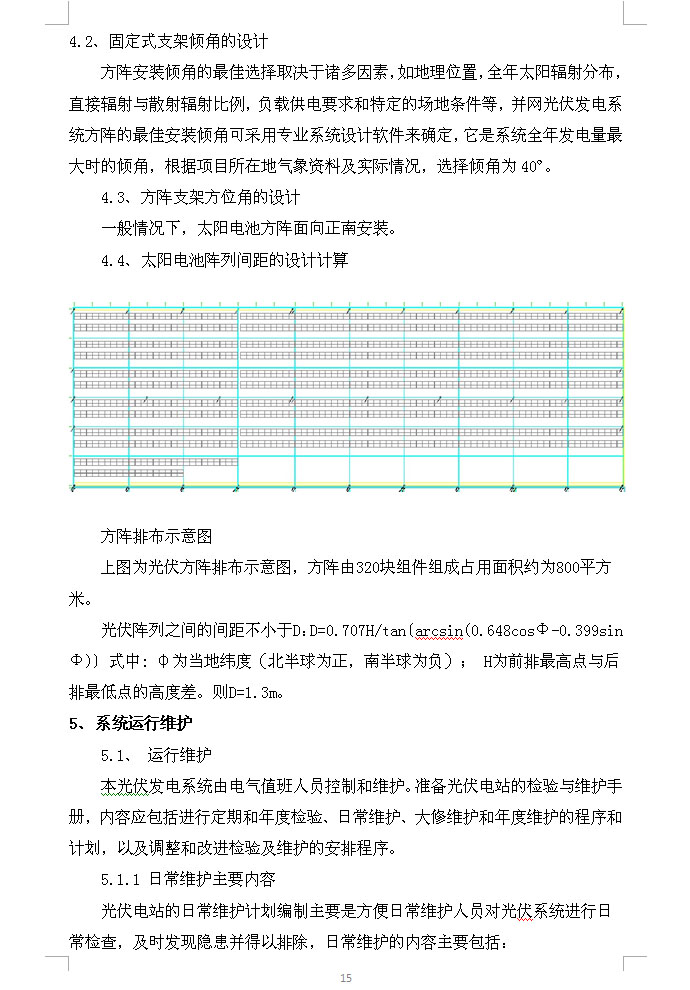 4.2、固定式支架倾角的设计
方阵安装倾角的最佳选择取决于诸多因素，如地理位置，全年太阳辐射分布，
直接辐射与散射辐射比例，负载供电要求和特定的场地条件等，并网光伏发电系
统方阵的最佳安装倾角可采用专业系统设计软件来确定，它是系统全年发电量最
大时的倾角，根据项目所在地气象资料及实际情况，选择倾角为 40°。
4.3、方阵支架方位角的设计
一般情况下，太阳电池方阵面向正南安装。
4.4、太阳电池阵列间距的设计计算
方阵排布示意图
上图为光伏方阵排布示意图，方阵由320块组件组成占用面积约为800平方
米。
光伏阵列之间的间距不小于D：D=0.707H/tan〔arcsin(0.648cosΦ-0.399sin
Φ)〕式中：φ为当地纬度（北半球为正，南半球为负）； H为前排最高点与后
排最低点的高度差。则D=1.3m。
5、系统运行维护
5.1、 运行维护
本光伏发电系统由电气值班人员控制和维护。准备光伏电站的检验与维护手
册，内容应包括进行定期和年度检验、日常维护、大修维护和年度维护的程序和
计划，以及调整和改进检验及维护的安排程序。
5.1.1 日常维护主要内容
光伏电站的日常维护计划编制主要是方便日常维护人员对光伏系统进行日
常检查，及时发现隐患并得以排除，日常维护的内容主要包括：
15